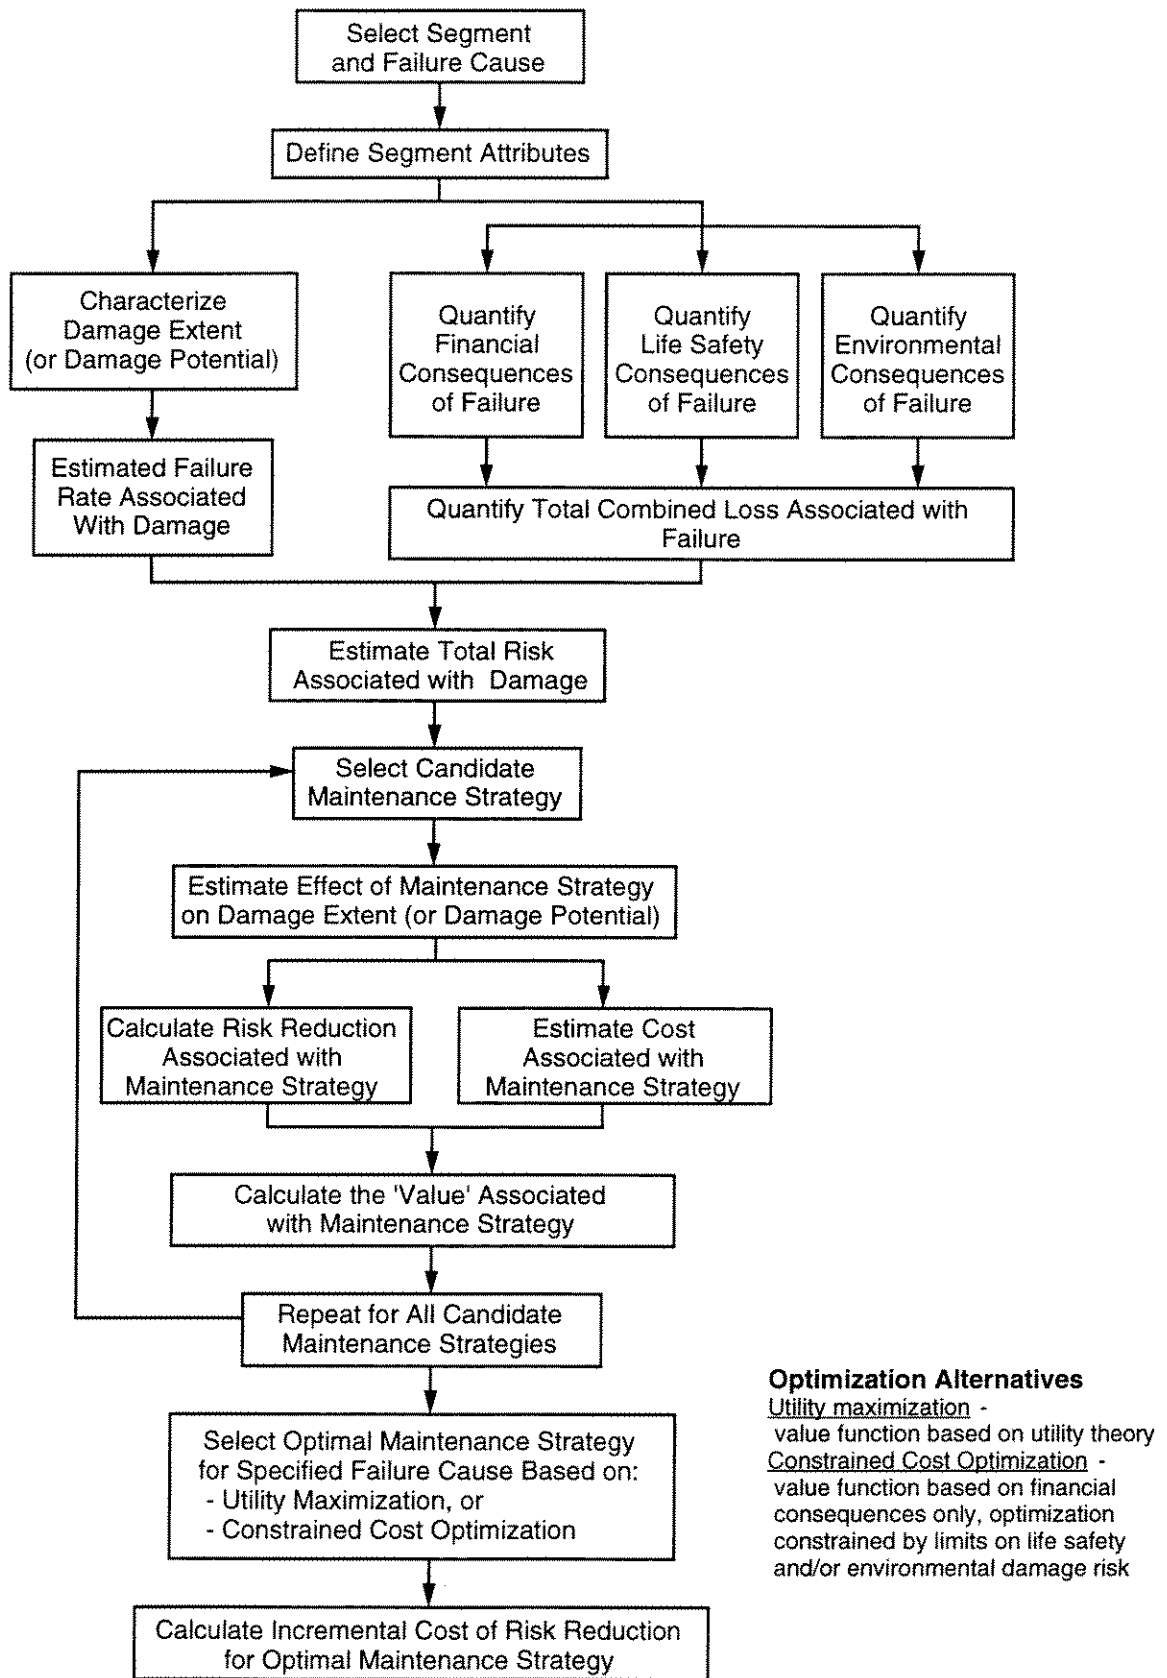 Select Segment
and Failure Cause
Define Segment Attributes
Characterize
Damage Extent
(or Damage Potential)
Quantify
Financial
Consequences
of Failure
Quantify
Life Safety
Consequences
of Failure
Quantify
Environmental
Consequences
of Failure
Estimated Failure
Rate Associated
With Damage
Quantify Total Combined Loss Associated with
Failure
Estimate Total Risk
Associated with Damage
Select Candidate
Maintenance Strategy
Estimate Effect of Maintenance Strategy
on Damage Extent (or Damage Potential)
Calculate Risk Reduction
Associated with
Maintenance Strategy
Estimate Cost
Associated with
Maintenance Strategy
Calculate the 'Value' Associated
with Maintenance Strategy
Repeat for All Candidate
Maintenance Strategies
Select Optimal Maintenance Strategy
for Specified Failure Cause Based on:
- Utility Maximization, or
- Constrained Cost Optimization
Calculate Incremental Cost of Risk Reduction
for Optimal Maintenance Strategy
Optimization Alternatives
Utility maximization -
value function based on utility theory
Constrained Cost Optimization -
value function based on financial
consequences only, optimization
constrained by limits on life safety
and/or environmental damage risk